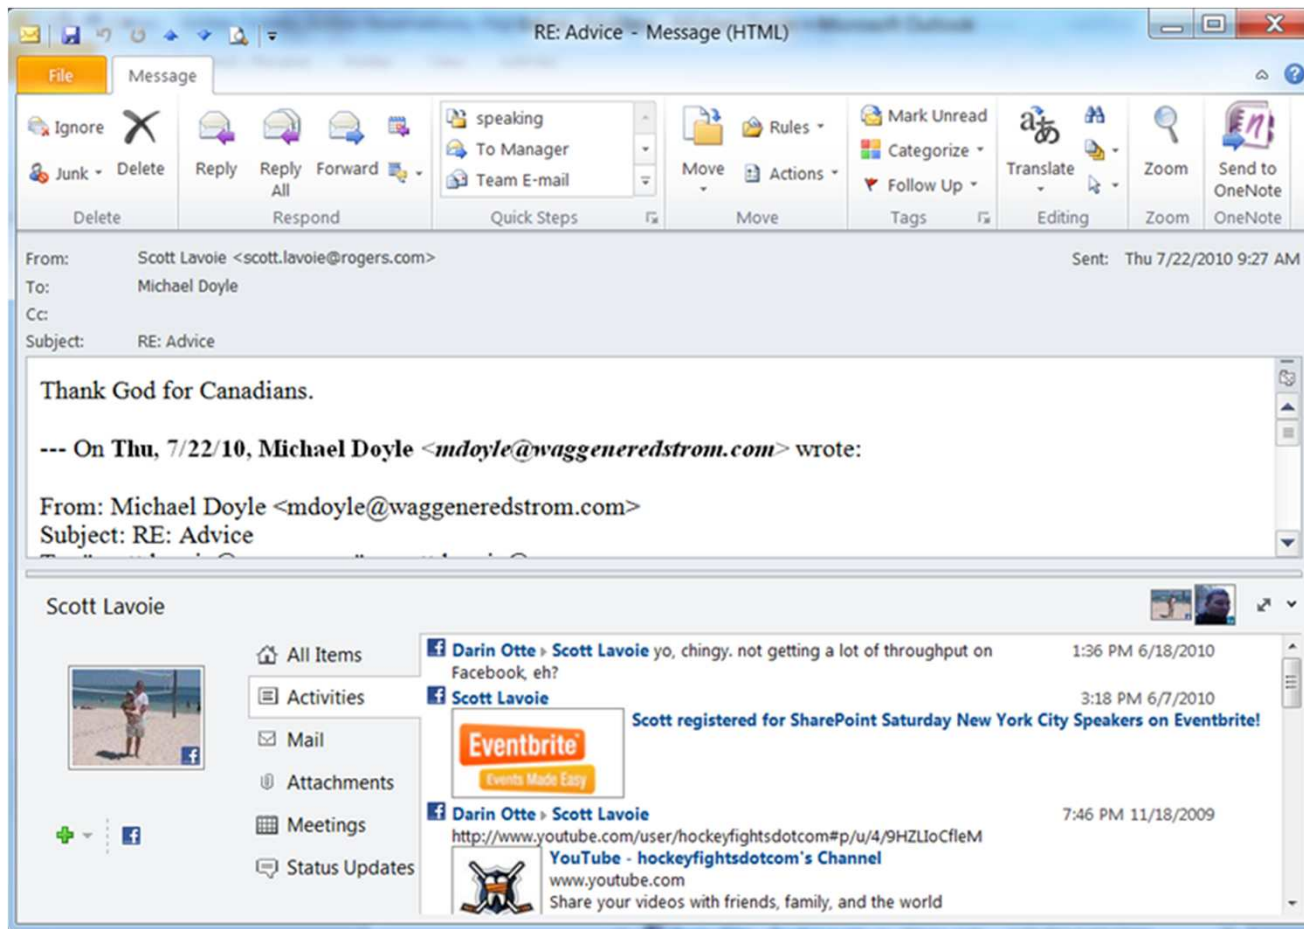 RE: Advice - Message (HTML)
File Message
Ignore
Junk
Delete
Reply
Reply All
Forward
speaking
To Manager
Team E-mail
Move
Rules
Actions
Mark Unread
Categorize
Follow Up
Translate
Zoom
Send to OneNote
Delete Respond Quick Steps Move Tags Editing Zoom OneNote
From: Scott Lavoie <scott.lavoie@rogers.com> Sent: Thu 7/22/2010 9:27 AM
To: Michael Doyle
Cc:
Subject: RE: Advice
Thank God for Canadians.
--- On Thu, 7/22/10, Michael Doyle <mdoyle@waggeneredstrom.com> wrote:
From: Michael Doyle <mdoyle@waggeneredstrom.com>
Subject: RE: Advice
Scott Lavoie
All Items
Activities
Mail
Attachments
Meetings
Status Updates
Darin Otte ▸ Scott Lavoie yo, chingy. not getting a lot of throughput on 1:36 PM 6/18/2010
Facebook, eh?
Scott Lavoie 3:18 PM 6/7/2010
Scott registered for SharePoint Saturday New York City Speakers on Eventbrite!
Eventbrite
Events Made Easy
Darin Otte ▸ Scott Lavoie 7:46 PM 11/18/2009
http://www.youtube.com/user/hockeyfightsdotcom#p/u/4/9HZLIoCfleM
YouTube - hockeyfightsdotcom's Channel
www.youtube.com
Share your videos with friends, family, and the world